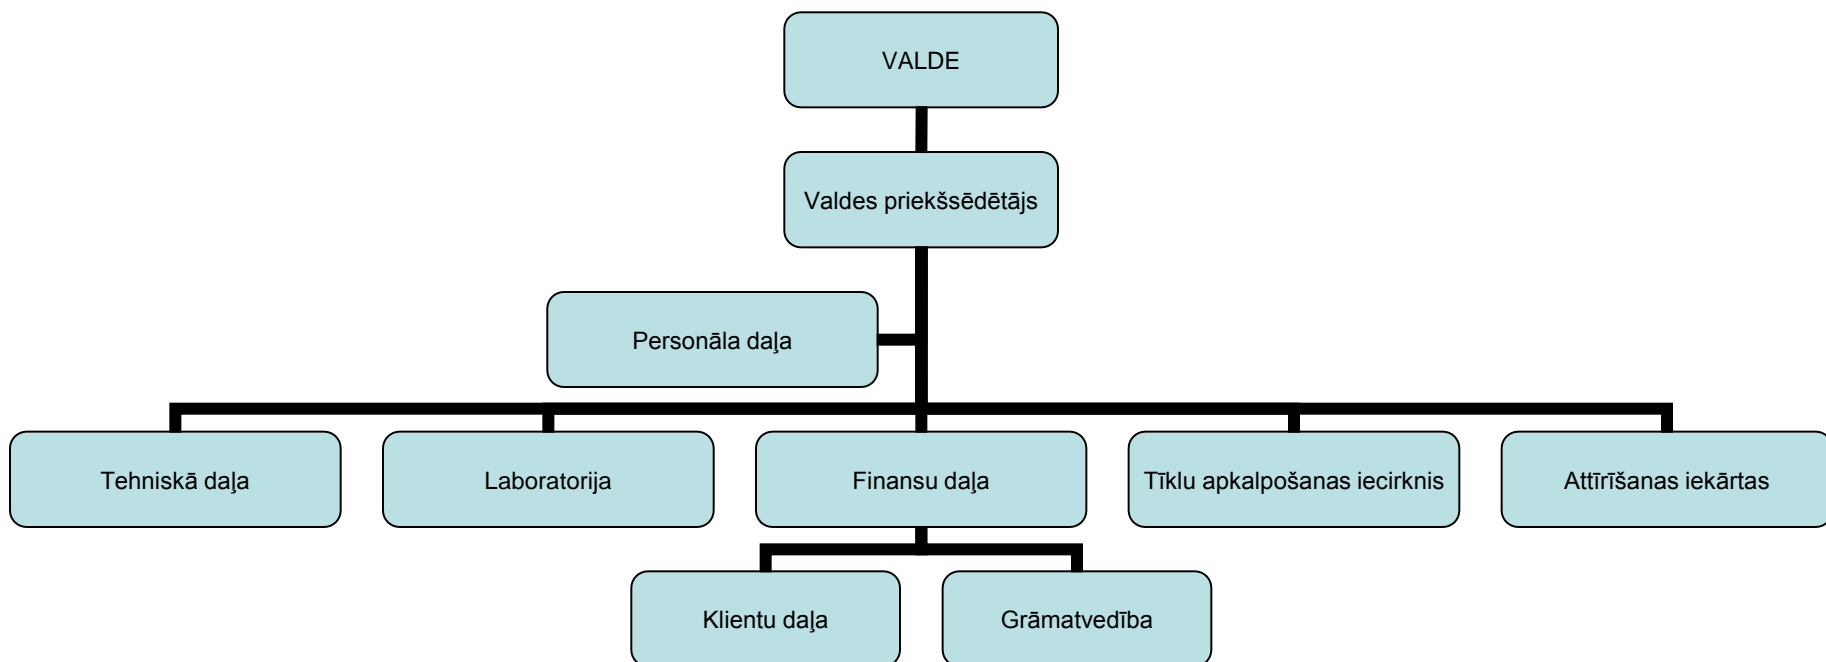 VALDE
Valdes priekšsēdētājs
Personāla daļa
Tehniskā daļa
Laboratorija
Finansu daļa
Tīklu apkalpošanas iecirknis
Attīrīšanas iekārtas
Klientu daļa
Grāmatvedība